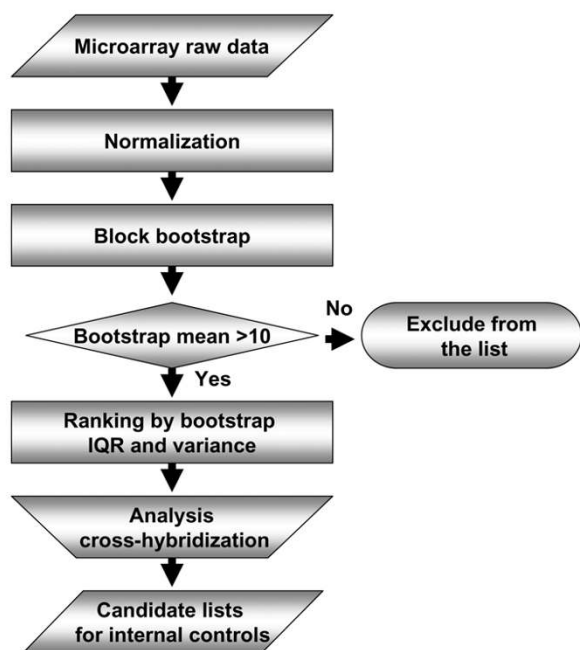 Microarray raw data
Normalization
Block bootstrap
Bootstrap mean >10
No
Exclude from
the list
Yes
Ranking by bootstrap
IQR and variance
Analysis
cross-hybridization
Candidate lists
for internal controls